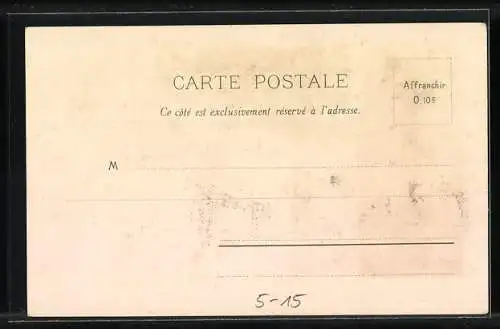 CARTE POSTALE
Ce côté est exclusivement réservé à l'adresse.
Affranchir
0,10c
M
5-15